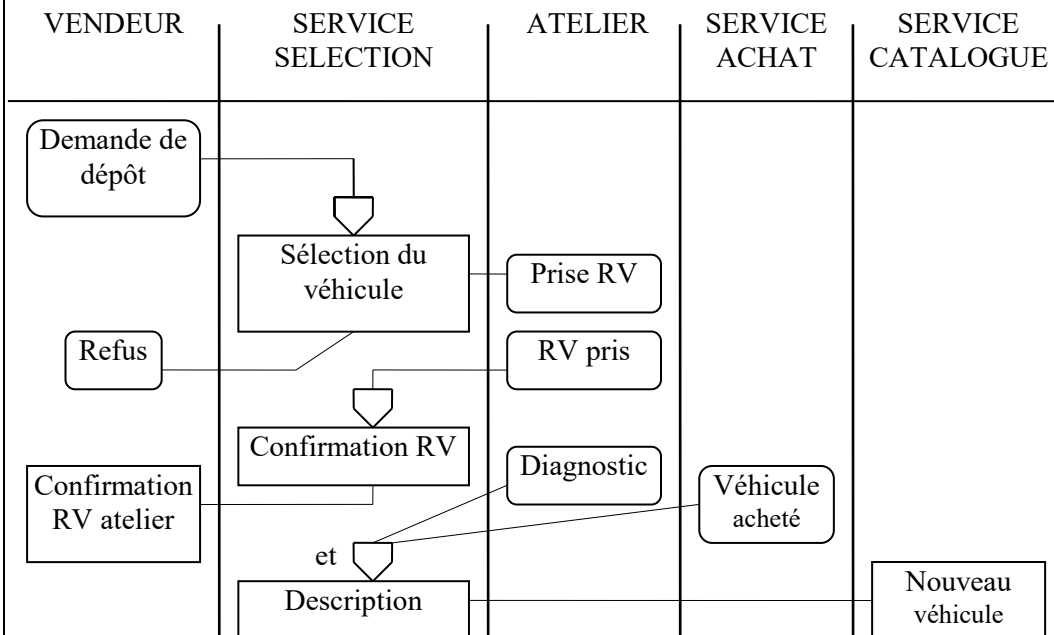 VENDEUR
SERVICE
SELECTION
ATELIER
SERVICE
ACHAT
SERVICE
CATALOGUE
Demande de
dépôt
Sélection du
véhicule
Prise RV
Refus
RV pris
Confirmation RV
Confirmation
RV atelier
Diagnostic
Véhicule
acheté
et
Description
Nouveau
véhicule